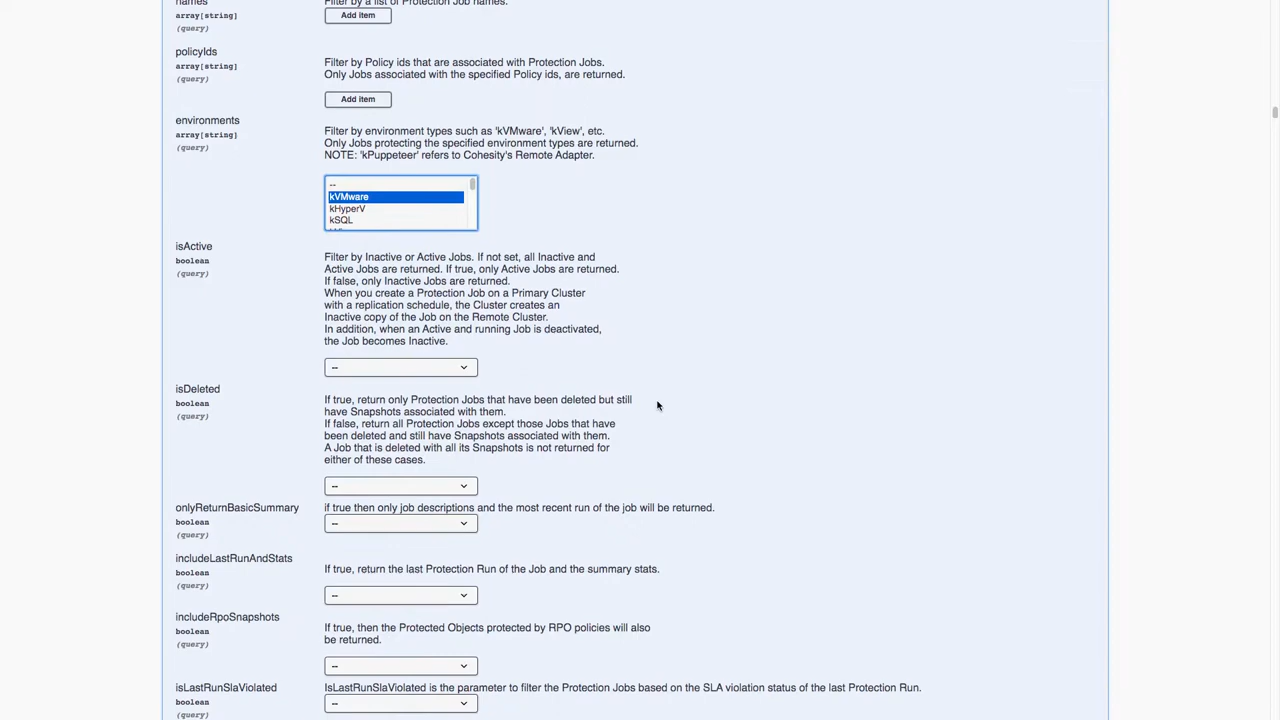 names
Filter by a list of Protection Job names.
array[string]
Add item
(query)
policyIds
Filter by Policy ids that are associated with Protection Jobs.
array[string]
Only Jobs associated with the specified Policy ids, are returned.
(query)
Add item
environments
Filter by environment types such as 'kVMware', 'kView', etc.
array[string]
Only Jobs protecting the specified environment types are returned.
(query)
NOTE: 'kPuppeteer' refers to Cohesity's Remote Adapter.
--
kVMware
kHyperV
kSQL
isActive
Filter by Inactive or Active Jobs. If not set, all Inactive and
boolean
Active Jobs are returned. If true, only Active Jobs are returned.
(query)
If false, only Inactive Jobs are returned.
When you create a Protection Job on a Primary Cluster
with a replication schedule, the Cluster creates an
Inactive copy of the Job on the Remote Cluster.
In addition, when an Active and running Job is deactivated,
the Job becomes Inactive.
--
isDeleted
If true, return only Protection Jobs that have been deleted but still
boolean
have Snapshots associated with them.
(query)
If false, return all Protection Jobs except those Jobs that have
been deleted and still have Snapshots associated with them.
A Job that is deleted with all its Snapshots is not returned for
either of these cases.
--
onlyReturnBasicSummary
if true then only job descriptions and the most recent run of the job will be returned.
boolean
--
(query)
includeLastRunAndStats
If true, return the last Protection Run of the Job and the summary stats.
boolean
(query)
--
includeRpoSnapshots
If true, then the Protected Objects protected by RPO policies will also
boolean
be returned.
(query)
--
isLastRunSlaViolated
IsLastRunSlaViolated is the parameter to filter the Protection Jobs based on the SLA violation status of the last Protection Run.
boolean
--
(query)